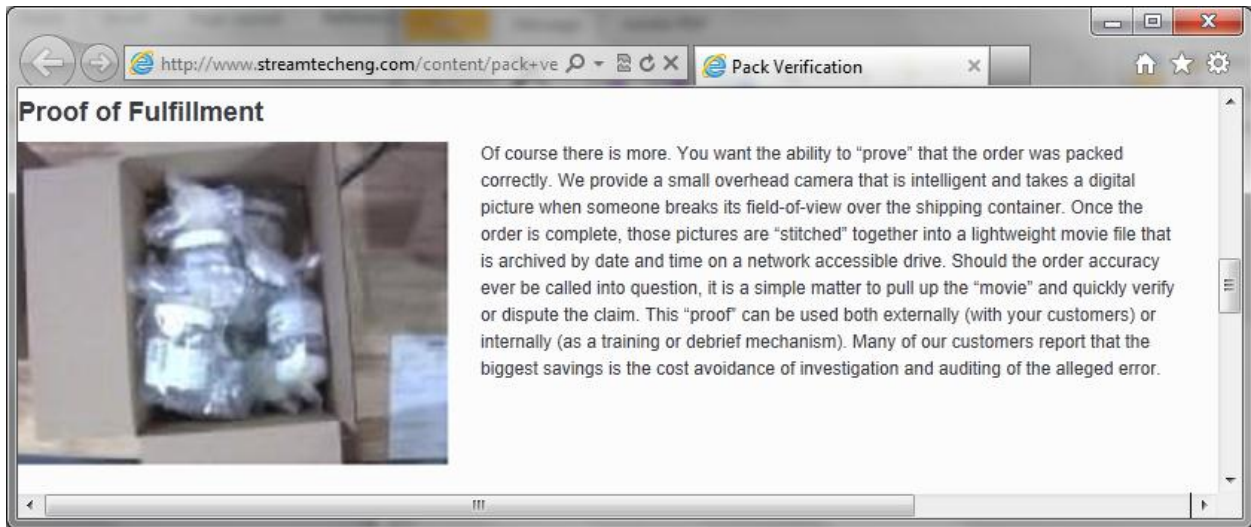 http://www.streamtecheng.com/content/pack+ve
Pack Verification
Proof of Fulfillment
Of course there is more. You want the ability to “prove” that the order was packed
correctly. We provide a small overhead camera that is intelligent and takes a digital
picture when someone breaks its field-of-view over the shipping container. Once the
order is complete, those pictures are “stitched” together into a lightweight movie file that
is archived by date and time on a network accessible drive. Should the order accuracy
ever be called into question, it is a simple matter to pull up the “movie” and quickly verify
or dispute the claim. This “proof” can be used both externally (with your customers) or
internally (as a training or debrief mechanism). Many of our customers report that the
biggest savings is the cost avoidance of investigation and auditing of the alleged error.